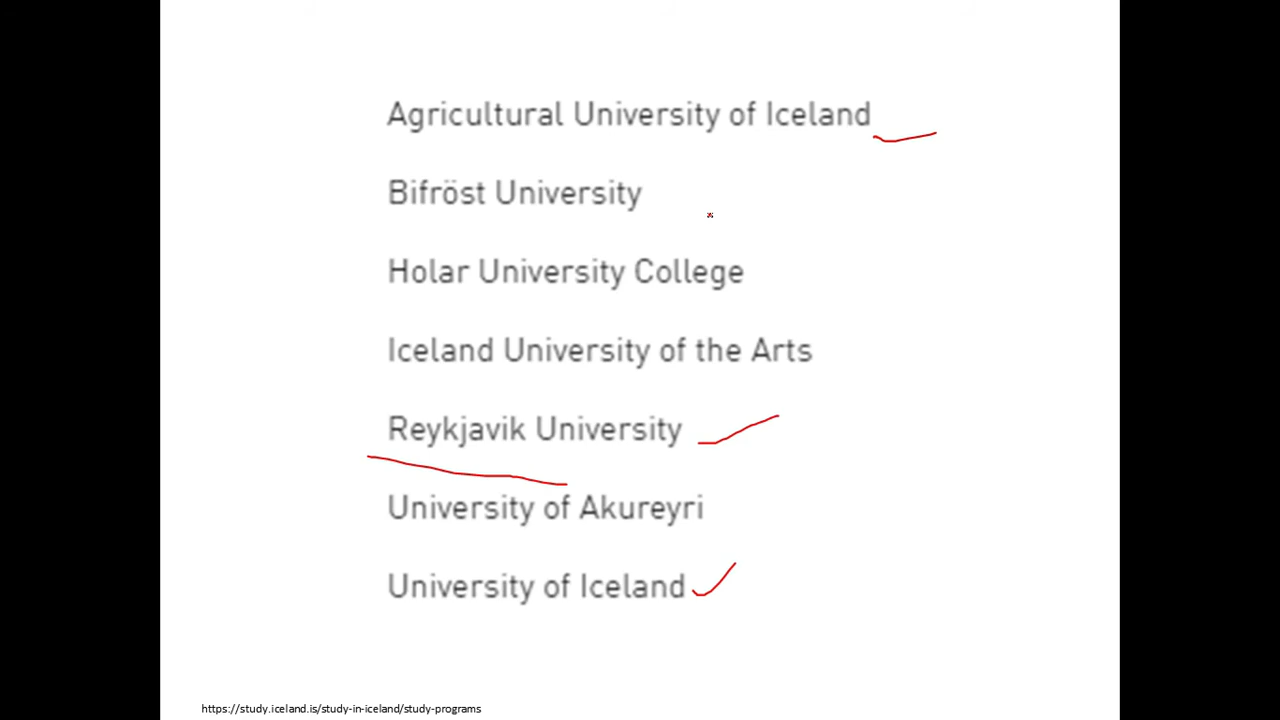 Agricultural University of Iceland
Bifröst University
Holar University College
Iceland University of the Arts
Reykjavik University
University of Akureyri
University of Iceland
https://study.iceland.is/study-in-iceland/study-programs